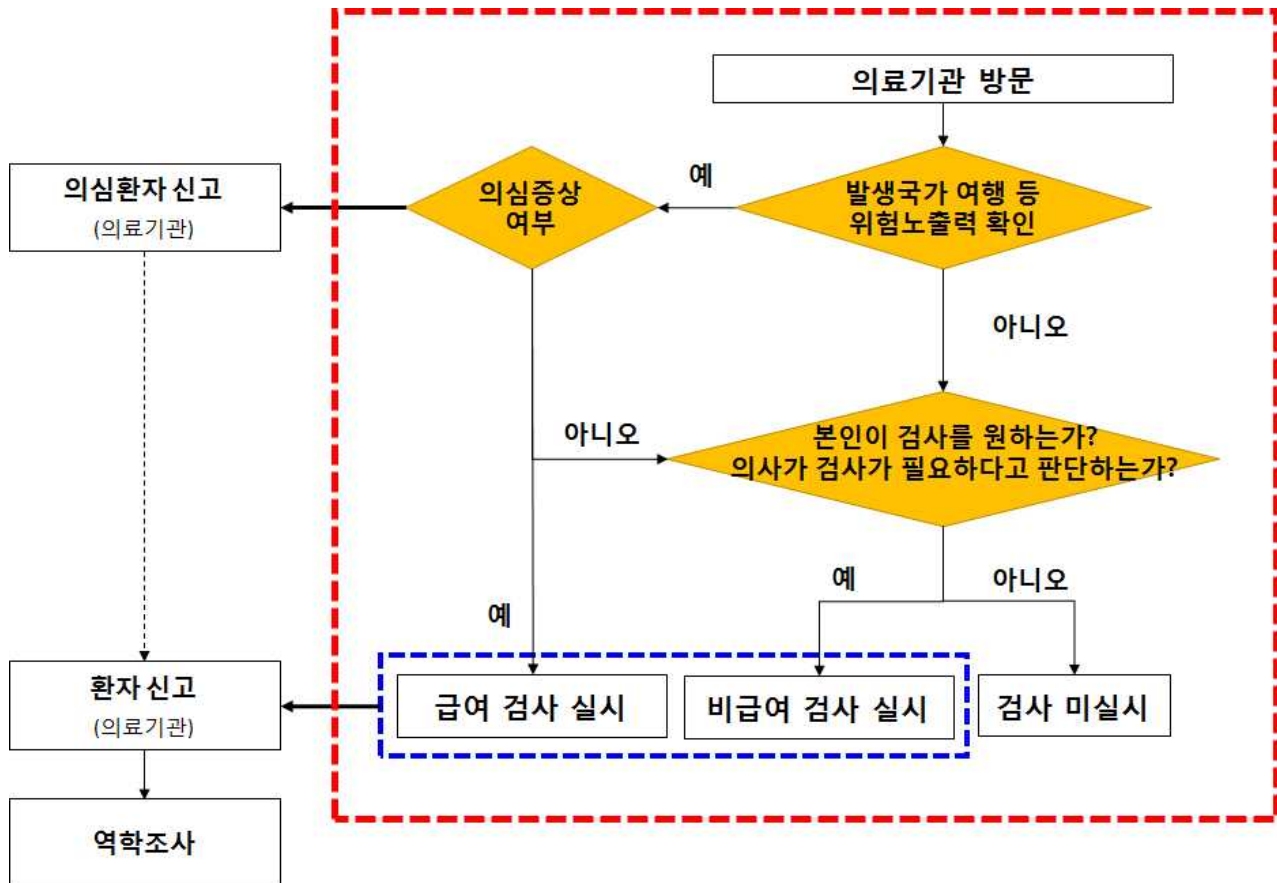 의료기관 방문
발생국가 여행 등
위험노출력 확인
예
의심증상
여부
의심환자 신고
(의료기관)
아니오
본인이 검사를 원하는가?
의사가 검사가 필요하다고 판단하는가?
아니오
예
아니오
예
급여 검사 실시
비급여 검사 실시
검사 미실시
환자 신고
(의료기관)
역학조사